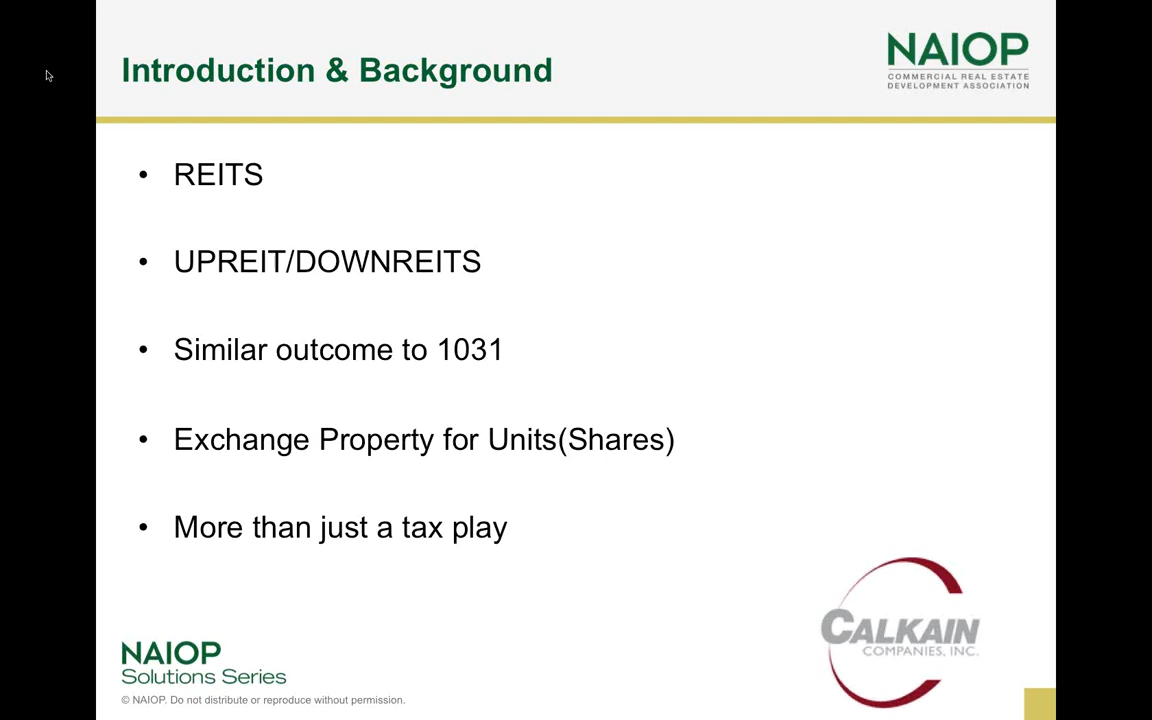 Introduction & Background
NAIOP
COMMERCIAL REAL ESTATE
DEVELOPMENT ASSOCIATION
• REITS
• UPREIT/DOWNREITS
• Similar outcome to 1031
• Exchange Property for Units(Shares)
• More than just a tax play
CALKAIN
COMPANIES, INC.
NAIOP
Solutions Series
© NAIOP. Do not distribute or reproduce without permission.